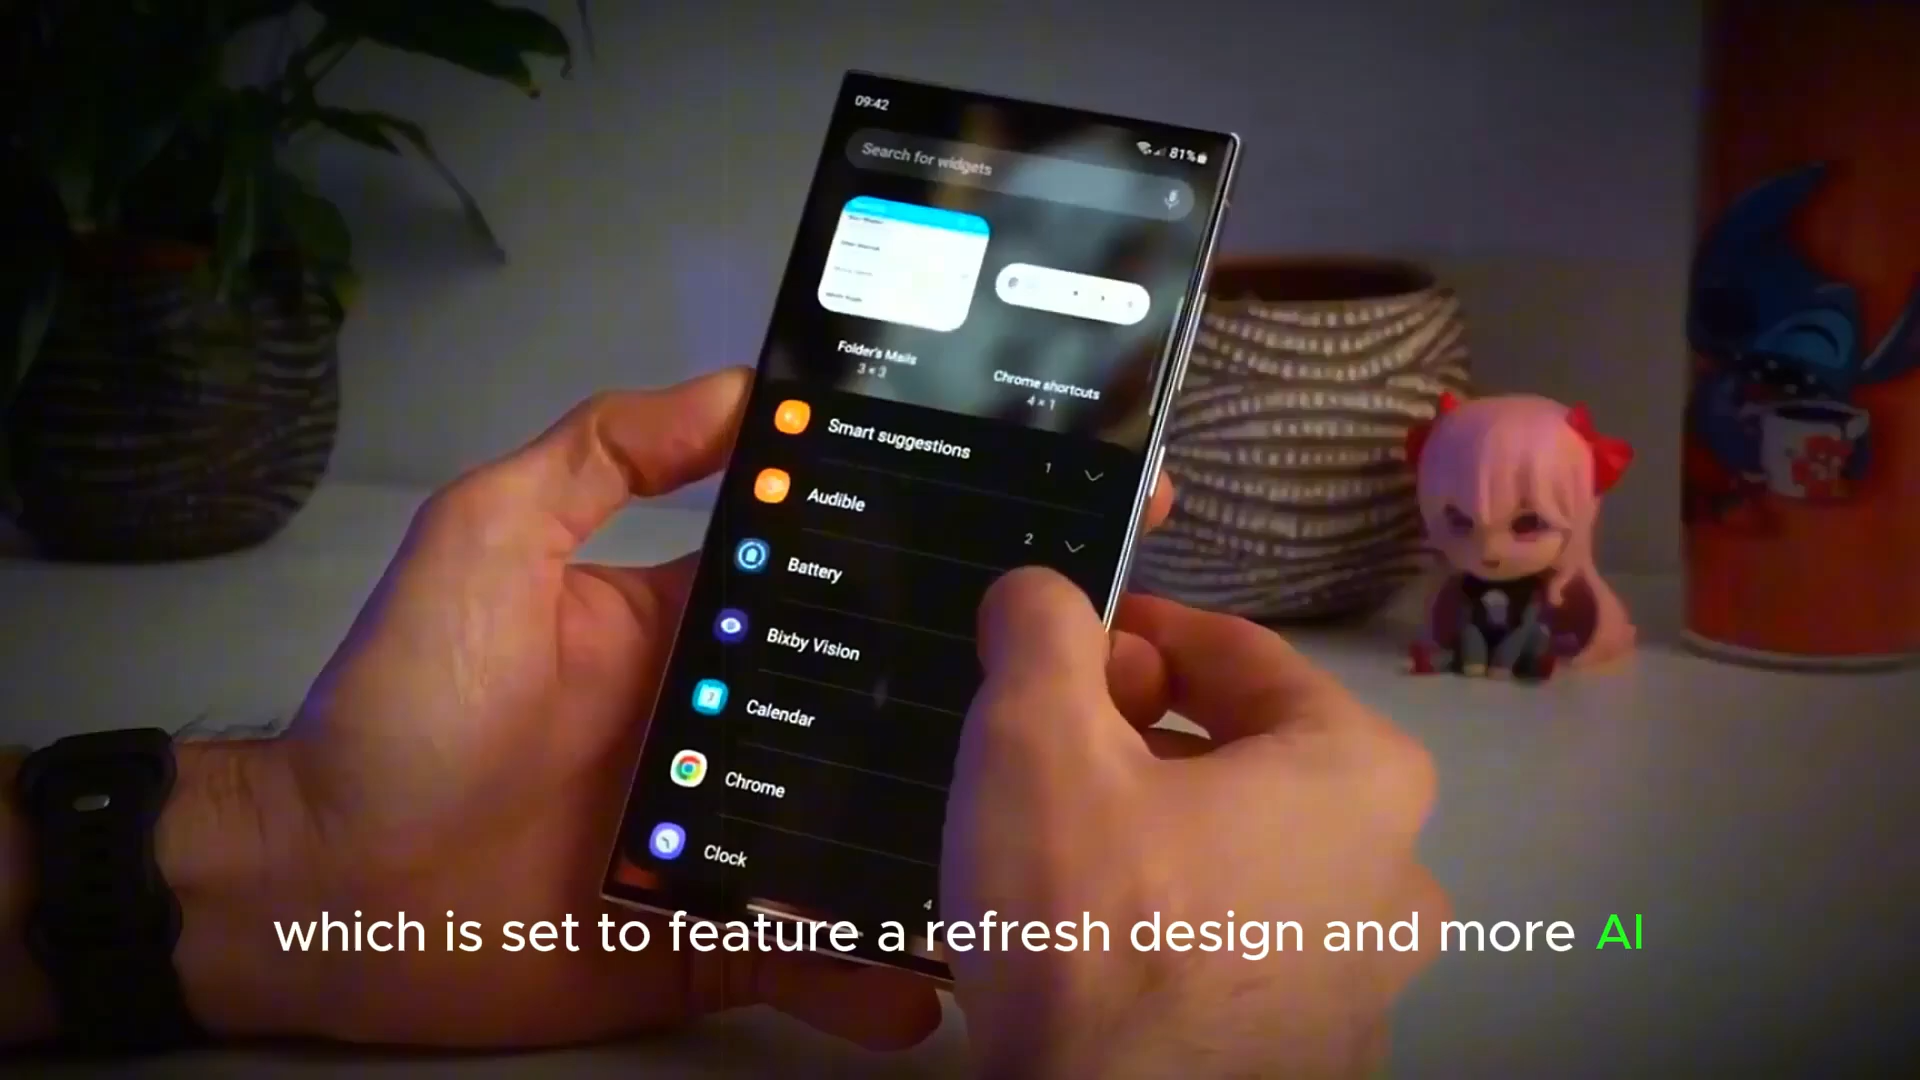 09:42
81%
Search for widgets
Folder's Mails
3 × 3
Chrome shortcuts
4 × 1
Smart suggestions
1
Audible
2
Battery
Bixby Vision
Calendar
Chrome
Clock
4
which is set to feature a refresh design and more AI